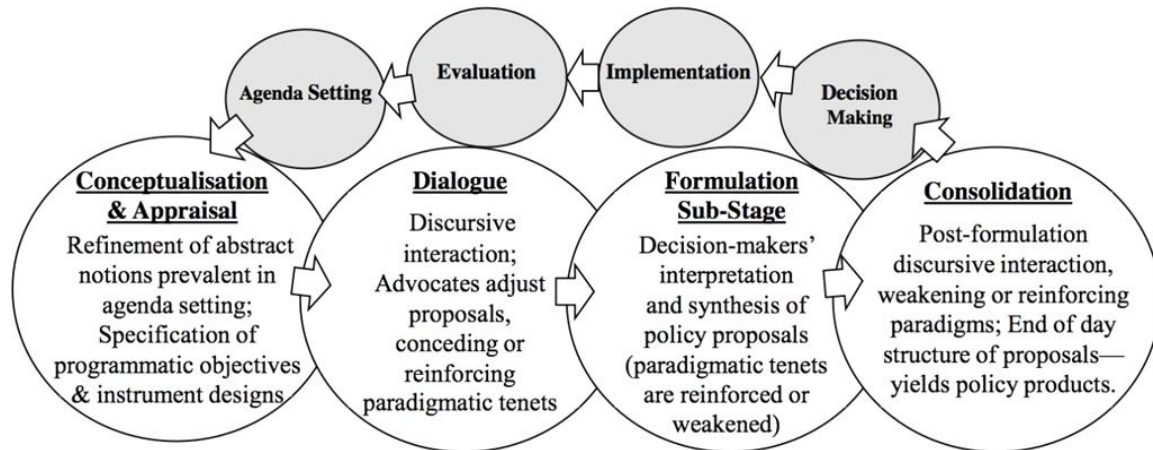 Agenda Setting
Evaluation
Implementation
Decision
Making
Conceptualisation
& Appraisal
Refinement of abstract
notions prevalent in
agenda setting;
Specification of
programmatic objectives
& instrument designs
Dialogue
Discursive
interaction;
Advocates adjust
proposals,
conceding or
reinforcing
paradigmatic tenets
Formulation
Sub-Stage
Decision-makers’
interpretation
and synthesis of
policy proposals
(paradigmatic tenets
are reinforced or
weakened)
Consolidation
Post-formulation
discursive interaction,
weakening or reinforcing
paradigms; End of day
structure of proposals—
yields policy products.